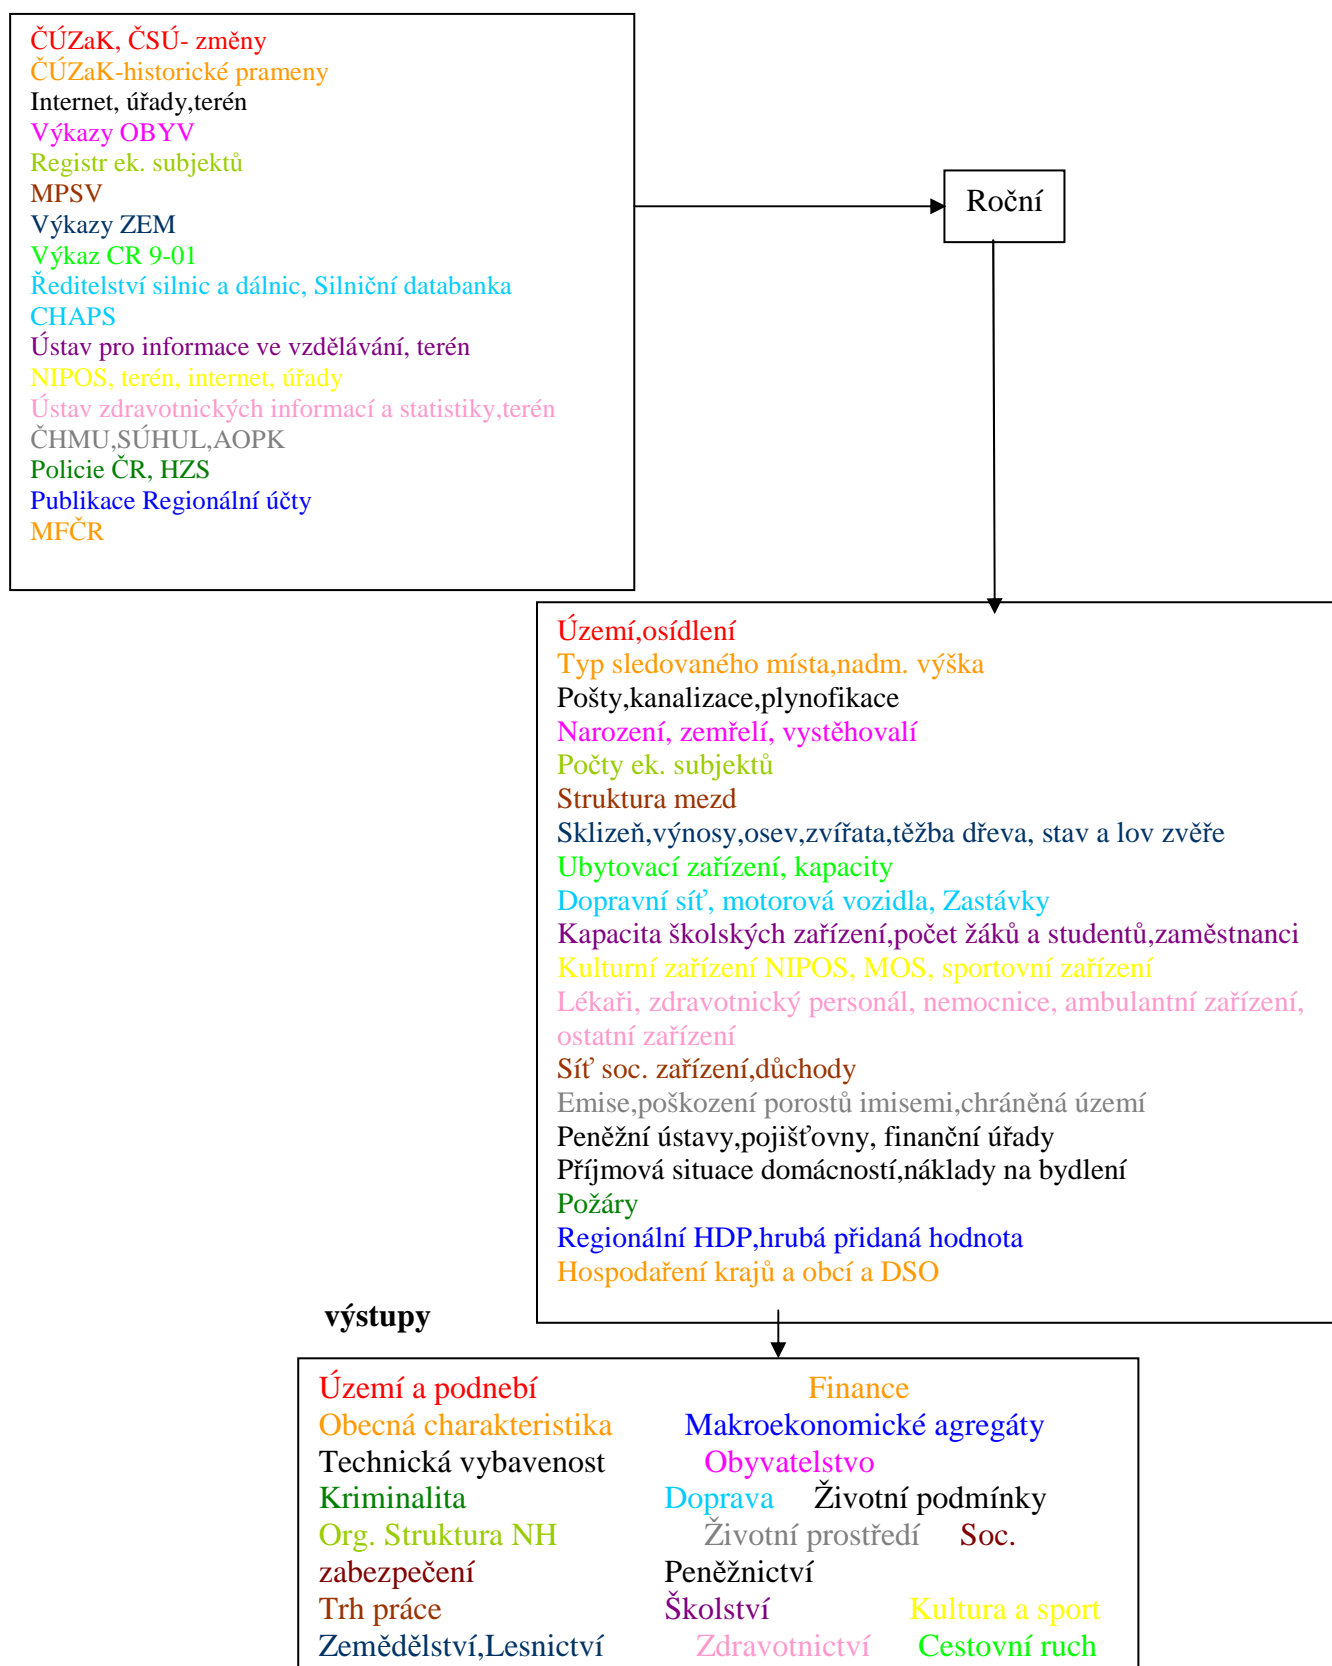 ČÚZaK, ČSÚ- změny
ČÚZaK-historické prameny
Internet, úřady,terén
Výkazy OBYV
Registr ek. subjektů
MPSV
Výkazy ZEM
Výkaz CR 9-01
Ředitelství silnic a dálnic, Silniční databanka
CHAPS
Ústav pro informace ve vzdělávání, terén
NIPOS, terén, internet, úřady
Ústav zdravotnických informací a statistiky,terén
ČHMU,SÚHUL,AOPK
Policie ČR, HZS
Publikace Regionální účty
MFČR
Roční
Území,osídlení
Typ sledovaného místa,nadm. výška
Pošty,kanalizace,plynofikace
Narození, zemřelí, vystěhovalí
Počty ek. subjektů
Struktura mezd
Sklizeň,výnosy,osev,zvířata,těžba dřeva, stav a lov zvěře
Ubytovací zařízení, kapacity
Dopravní síť, motorová vozidla, Zastávky
Kapacita školských zařízení,počet žáků a studentů,zaměstnanci
Kulturní zařízení NIPOS, MOS, sportovní zařízení
Lékaři, zdravotnický personál, nemocnice, ambulantní zařízení,
ostatní zařízení
Síť soc. zařízení,důchody
Emise,poškození porostů imisemi,chráněná území
Peněžní ústavy,pojišťovny, finanční úřady
Příjmová situace domácností,náklady na bydlení
Požáry
Regionální HDP,hrubá přidaná hodnota
Hospodaření krajů a obcí a DSO
výstupy
Území a podnebí Finance
Obecná charakteristika Makroekonomické agregáty
Technická vybavenost Obyvatelstvo
Kriminalita Doprava Životní podmínky
Org. Struktura NH Životní prostředí Soc.
zabezpečení Peněžnictví
Trh práce Školství Kultura a sport
Zemědělství,Lesnictví Zdravotnictví Cestovní ruch